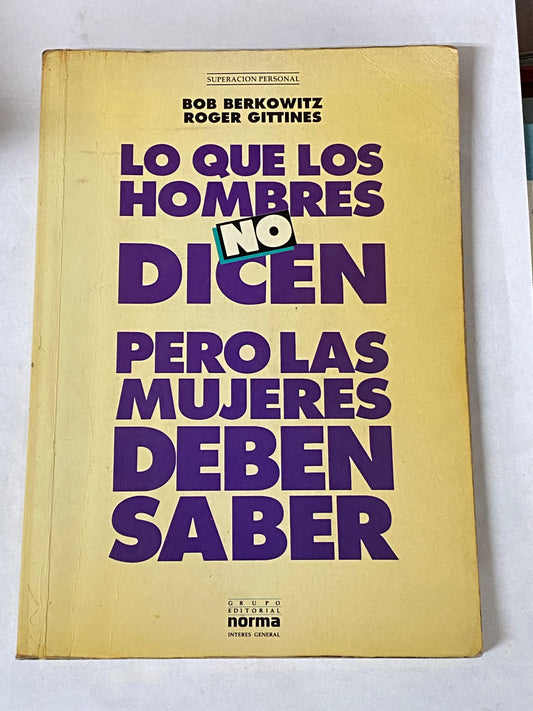 SUPERACION PERSONAL
BOB BERKOWITZ
ROGER GITTINES
LO QUE LOS
HOMBRES
NO
DICEN
PERO LAS
MUJERES
DEBEN
SABER
GRUPO
EDITORIAL
norma
INTERES GENERAL